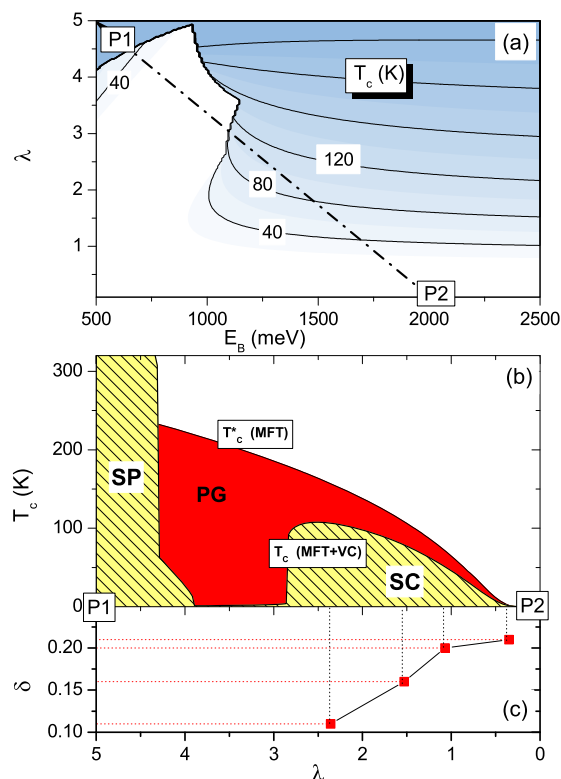 5
P1
(a)
4
40
T_c (K)
λ
3
120
2
80
1
40
P2
500
1000
1500
2000
2500
E_B (meV)
300
(b)
T*_c (MFT)
200
SP
PG
T_c (K)
100
T_c (MFT+VC)
SC
0
P1
P2
0.20
δ
0.15
(c)
0.10
5
4
3
2
1
0
λ